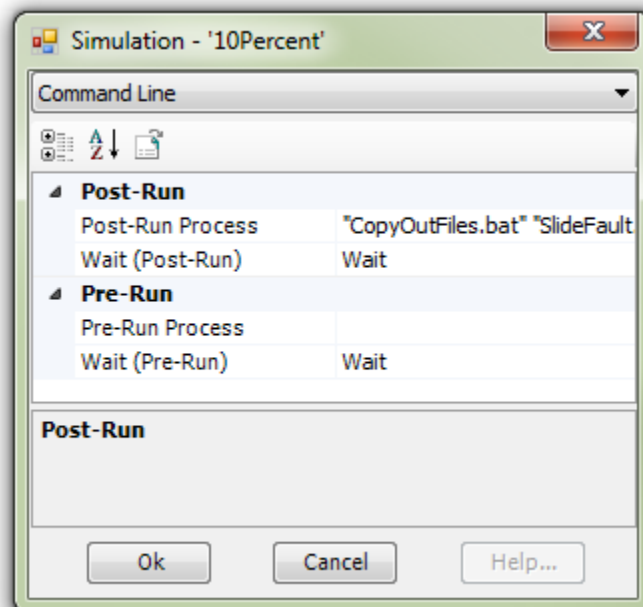 Simulation - '10Percent'
Command Line
A
Z
Post-Run
Post-Run Process "CopyOutFiles.bat" "SlideFault
Wait (Post-Run) Wait
Pre-Run
Pre-Run Process
Wait (Pre-Run) Wait
Post-Run
Ok Cancel Help...